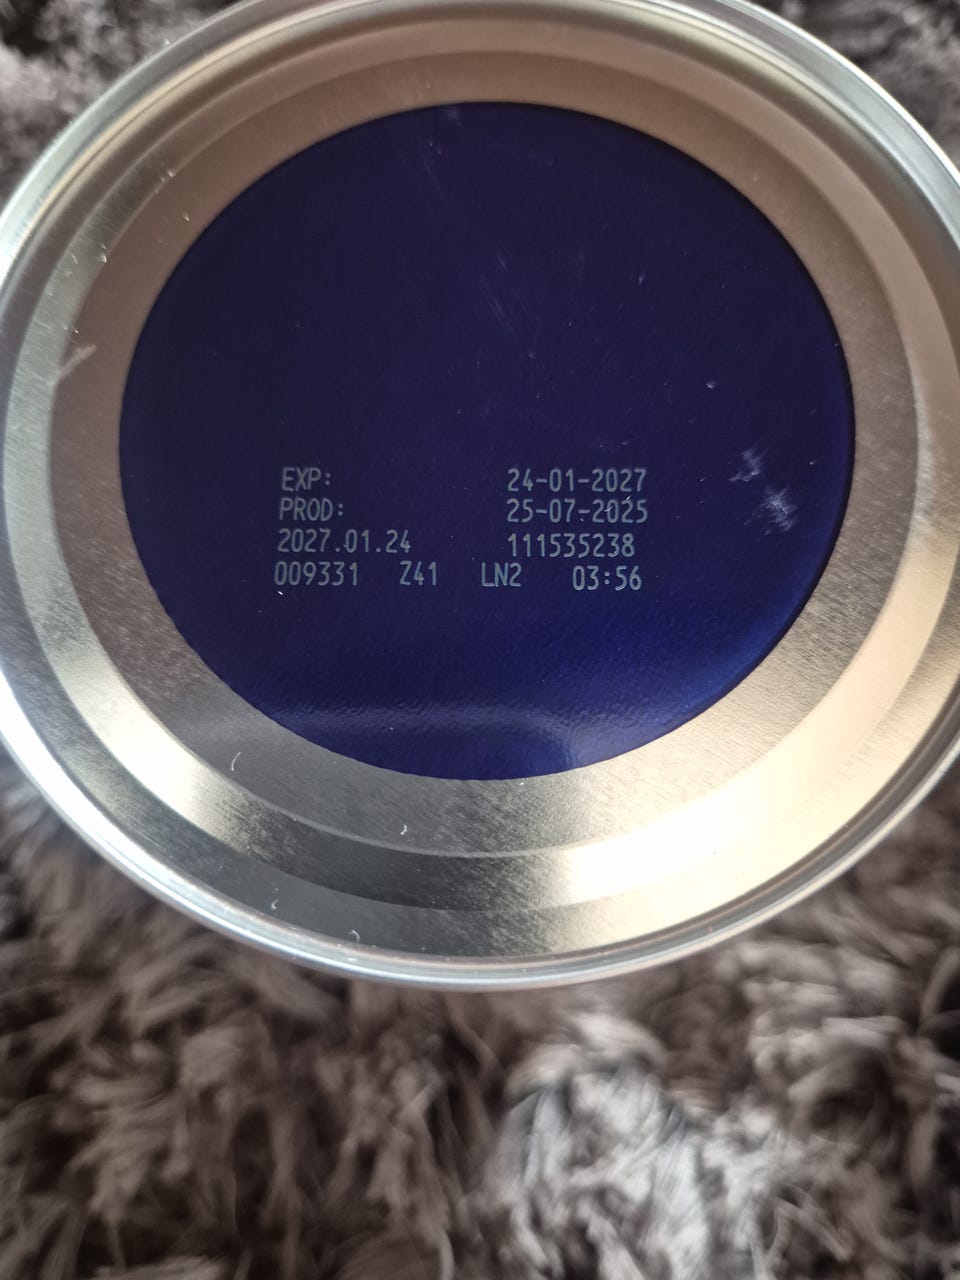 EXP: 24-01-2027
PROD: 25-07-2025
2027.01.24 111535238
009331 Z41 LN2 03:56